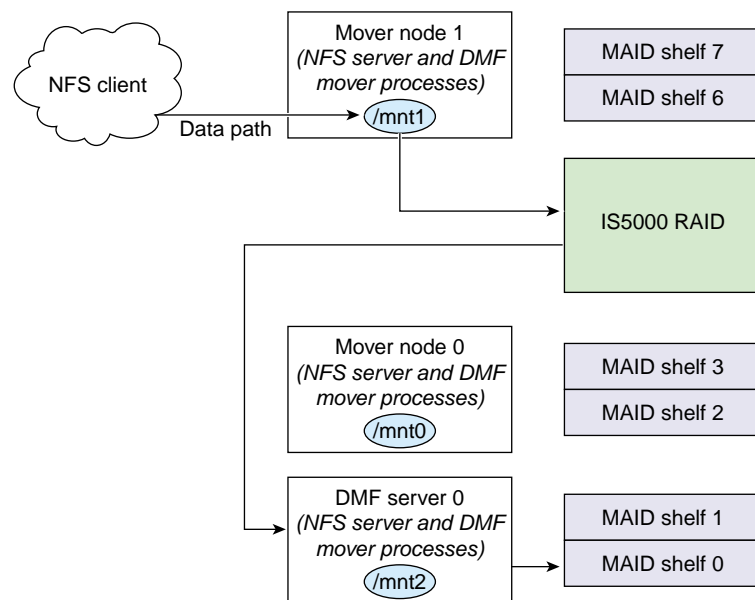 Mover node 1
(NFS server and DMF
mover processes)
/mnt1
NFS client
Data path
MAID shelf 7
MAID shelf 6
IS5000 RAID
Mover node 0
(NFS server and DMF
mover processes)
/mnt0
MAID shelf 3
MAID shelf 2
DMF server 0
(NFS server and DMF
mover processes)
/mnt2
MAID shelf 1
MAID shelf 0